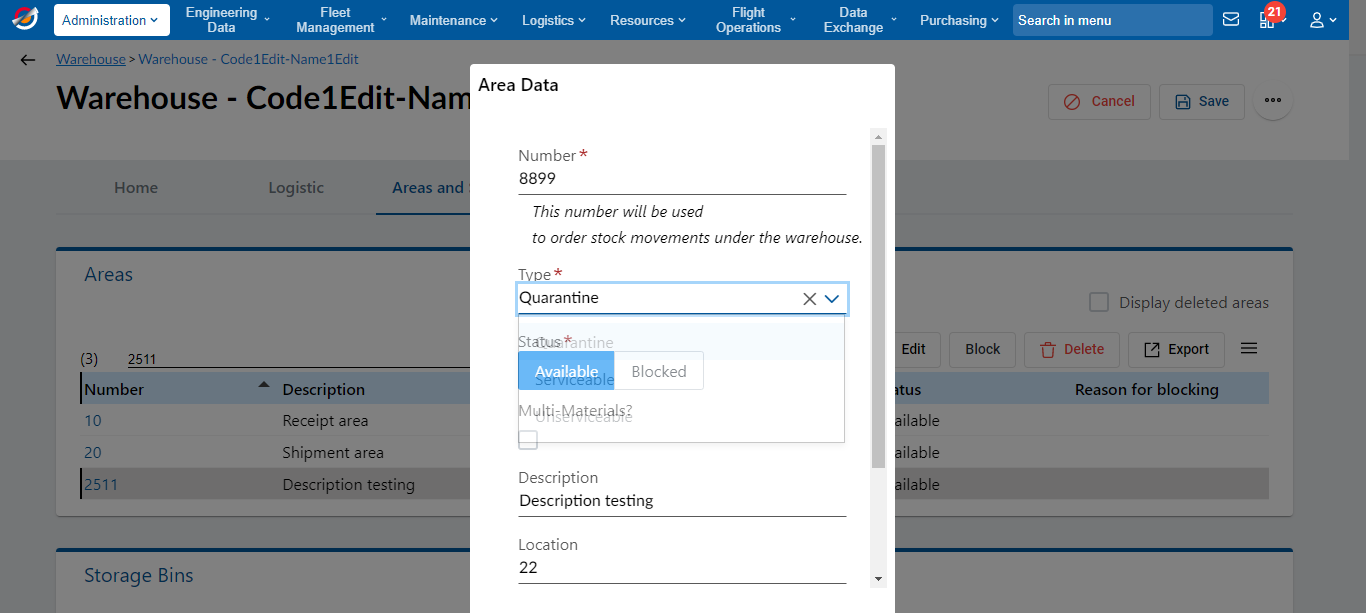 Administration
Engineering Data
Fleet Management
Maintenance
Logistics
Resources
Flight Operations
Data Exchange
Purchasing
Search in menu
21
Warehouse > Warehouse - Code1Edit-Name1Edit
Warehouse - Code1Edit-Nam
Cancel
Save
Home
Logistic
Areas and
Areas
Display deleted areas
Edit
Block
Delete
Export
(3)
2511
Number
Description
atus
Reason for blocking
10
Receipt area
ailable
20
Shipment area
ailable
2511
Description testing
ailable
Storage Bins
Area Data
Number*
8899
This number will be used
to order stock movements under the warehouse.
Type*
Quarantine
Quarantine
Status*
Available
Blocked
Serviceable
Multi-Materials?
Unserviceable
Description
Description testing
Location
22